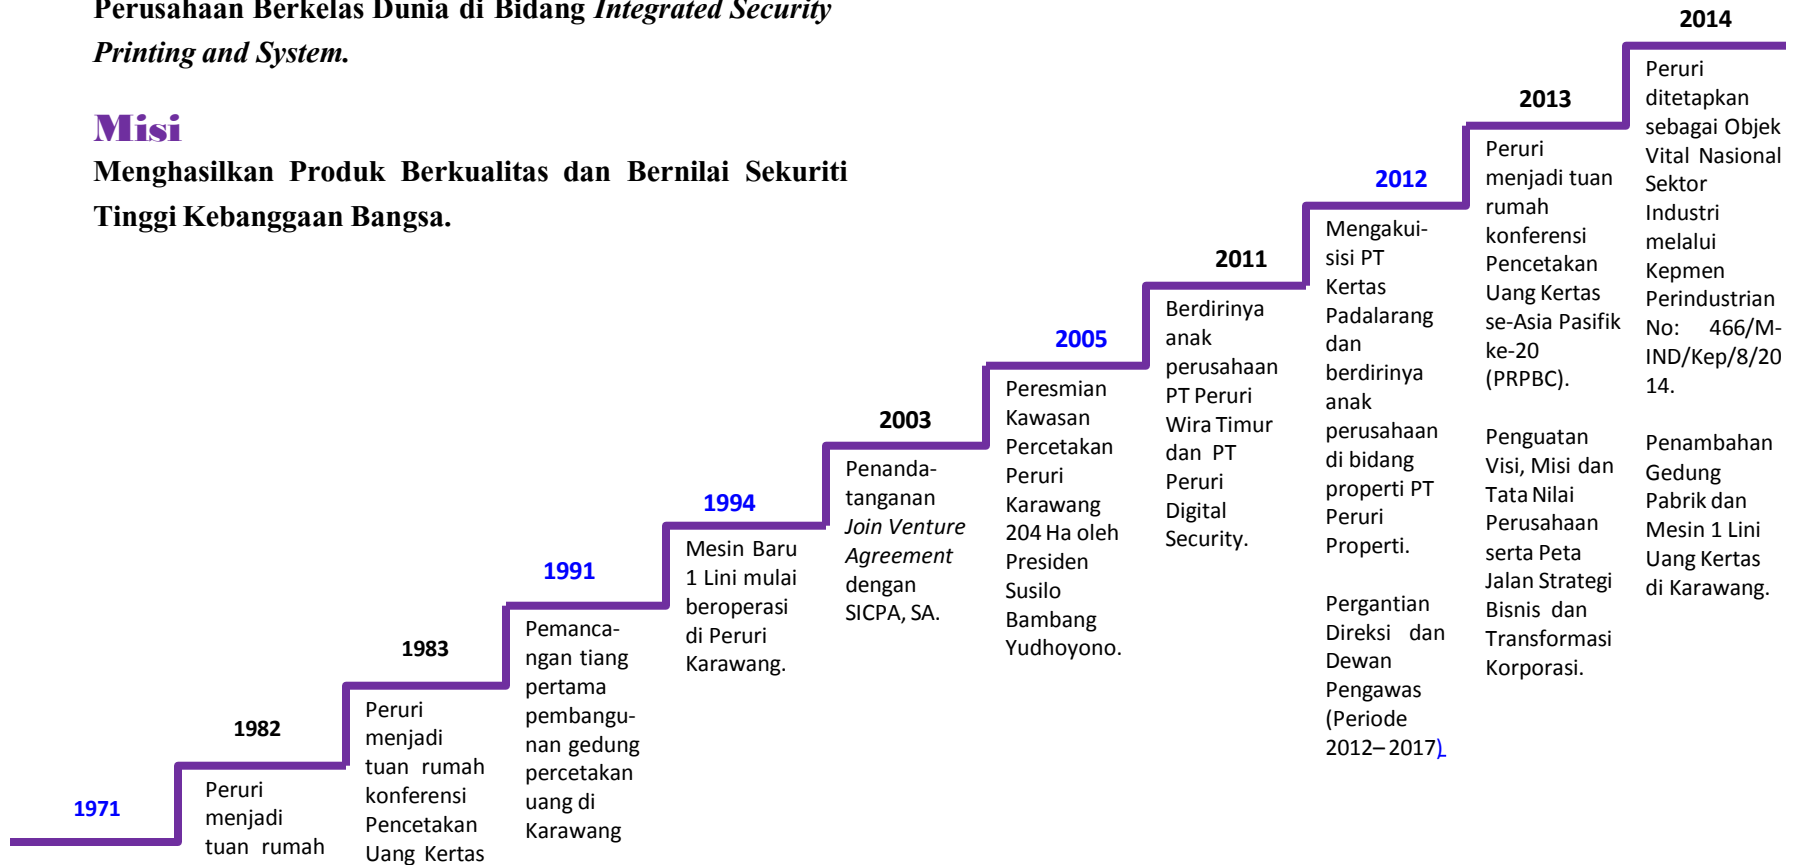 Perusahaan Berkelas Dunia di Bidang Integrated Security
Printing and System.
Misi
Menghasilkan Produk Berkualitas dan Bernilai Sekuriti
Tinggi Kebanggaan Bangsa.
1971
1982
Peruri
menjadi
tuan rumah
1983
Peruri
menjadi
tuan rumah
konferensi
Pencetakan
Uang Kertas
1991
Pemanca-
ngan tiang
pertama
pembangu-
nan gedung
percetakan
uang di
Karawang
1994
Mesin Baru
1 Lini mulai
beroperasi
di Peruri
Karawang.
2003
Penanda-
tanganan
Join Venture
Agreement
dengan
SICPA, SA.
2005
Peresmian
Kawasan
Percetakan
Peruri
Karawang
204 Ha oleh
Presiden
Susilo
Bambang
Yudhoyono.
2011
Berdirinya
anak
perusahaan
PT Peruri
Wira Timur
dan PT
Peruri
Digital
Security.
2012
Mengakui-
sisi PT
Kertas
Padalarang
dan
berdirinya
anak
perusahaan
di bidang
properti PT
Peruri
Properti.
Pergantian
Direksi dan
Dewan
Pengawas
(Periode
2012–2017)
2013
Peruri
menjadi tuan
rumah
konferensi
Pencetakan
Uang Kertas
se-Asia Pasifik
ke-20
(PRPBC).
Penguatan
Visi, Misi dan
Tata Nilai
Perusahaan
serta Peta
Jalan Strategi
Bisnis dan
Transformasi
Korporasi.
2014
Peruri
ditetapkan
sebagai Objek
Vital Nasional
Sektor
Industri
melalui
Kepmen
Perindustrian
No: 466/M-
IND/Kep/8/20
14.
Penambahan
Gedung
Pabrik dan
Mesin 1 Lini
Uang Kertas
di Karawang.